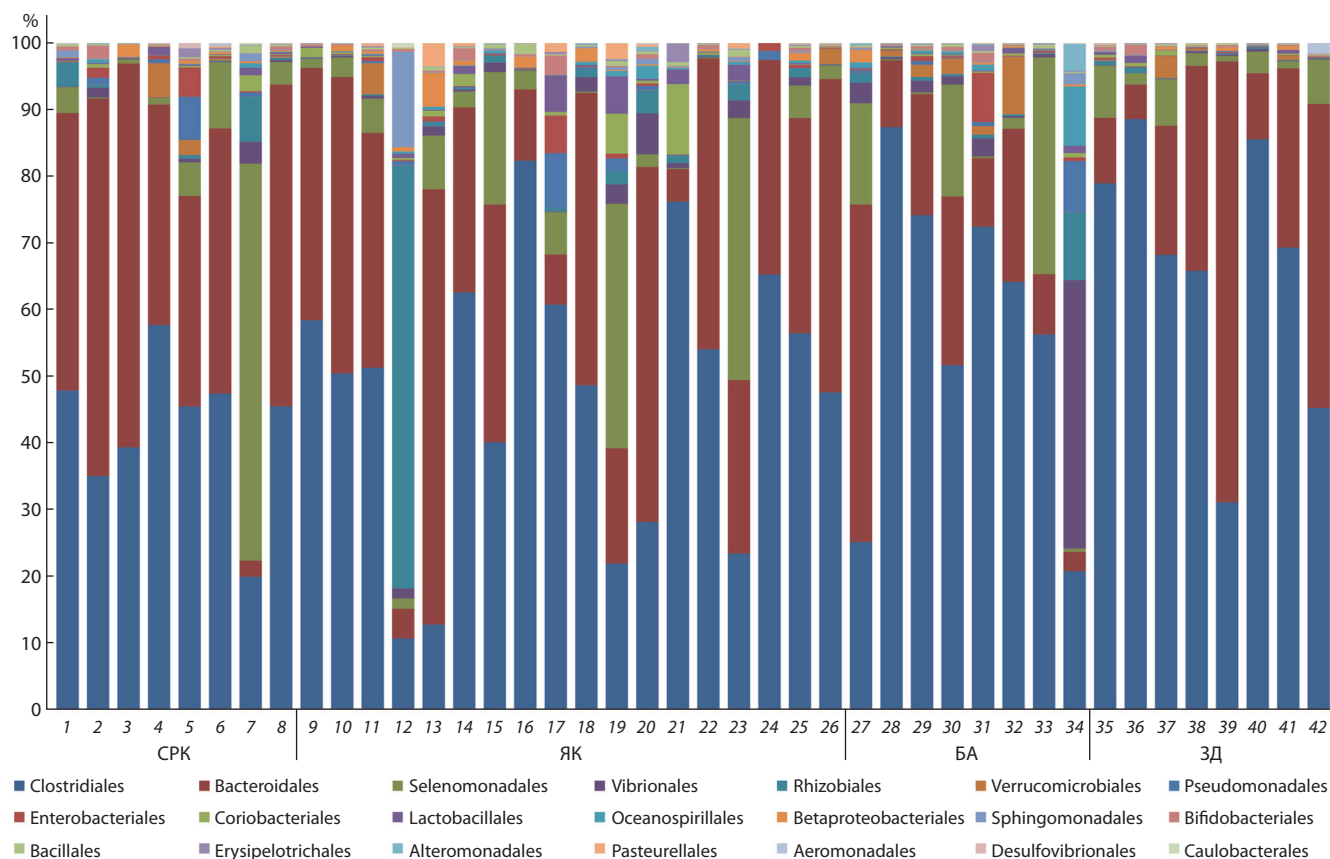 %
100
90
80
70
60
50
40
30
20
10
0
1 2 3 4 5 6 7 8 9 10 11 12 13 14 15 16 17 18 19 20 21 22 23 24 25 26 27 28 29 30 31 32 33 34 35 36 37 38 39 40 41 42
СРК ЯК БА ЗД
Clostridiales Bacteroidales Selenomonadales Vibrionales Rhizobiales Verrucomicrobiales Pseudomonadales
Enterobacteriales Coriobacteriales Lactobacillales Oceanospirillales Betaproteobacteriales Sphingomonadales Bifidobacteriales
Bacillales Erysipelotrichales Alteromonadales Pasteurellales Aeromonadales Desulfovibrionales Caulobacterales